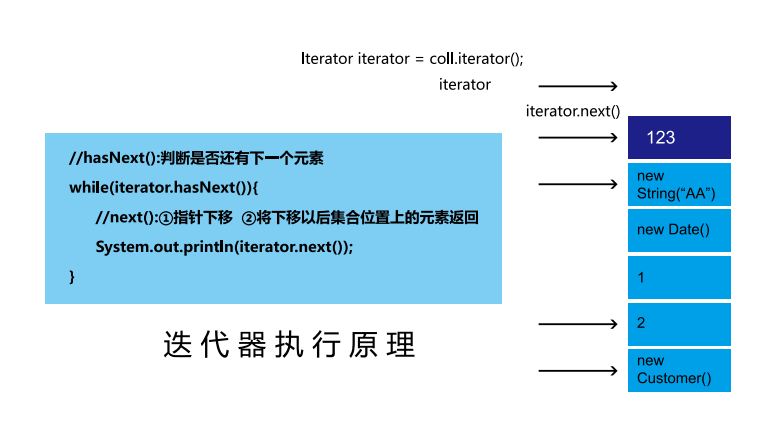 Iterator iterator = coll.iterator();
iterator
iterator.next()
//hasNext():判断是否还有下一个元素
while(iterator.hasNext()){
//next():①指针下移 ②将下移以后集合位置上的元素返回
System.out.println(iterator.next());
}
迭代器执行原理
123
new
String(“AA”)
new Date()
1
2
new
Customer()